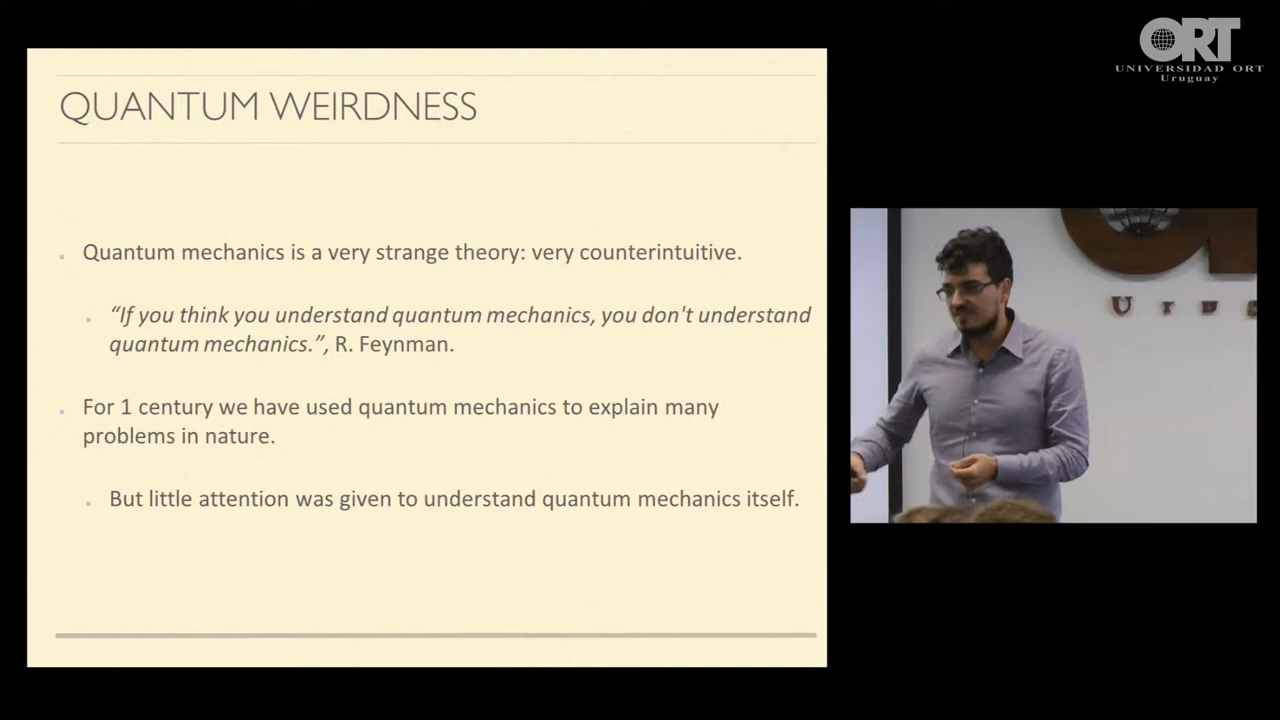 ORT
UNIVERSIDAD ORT
Uruguay
QUANTUM WEIRDNESS
Quantum mechanics is a very strange theory: very counterintuitive.
“If you think you understand quantum mechanics, you don't understand
quantum mechanics.”, R. Feynman.
For 1 century we have used quantum mechanics to explain many
problems in nature.
But little attention was given to understand quantum mechanics itself.